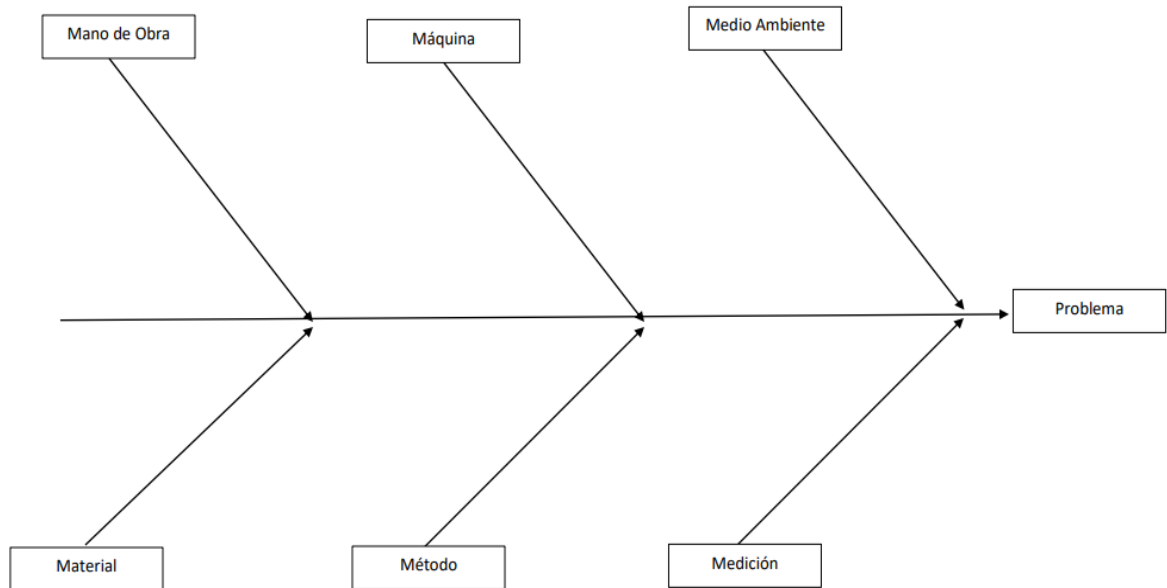 Mano de Obra
Máquina
Medio Ambiente
Problema
Material
Método
Medición